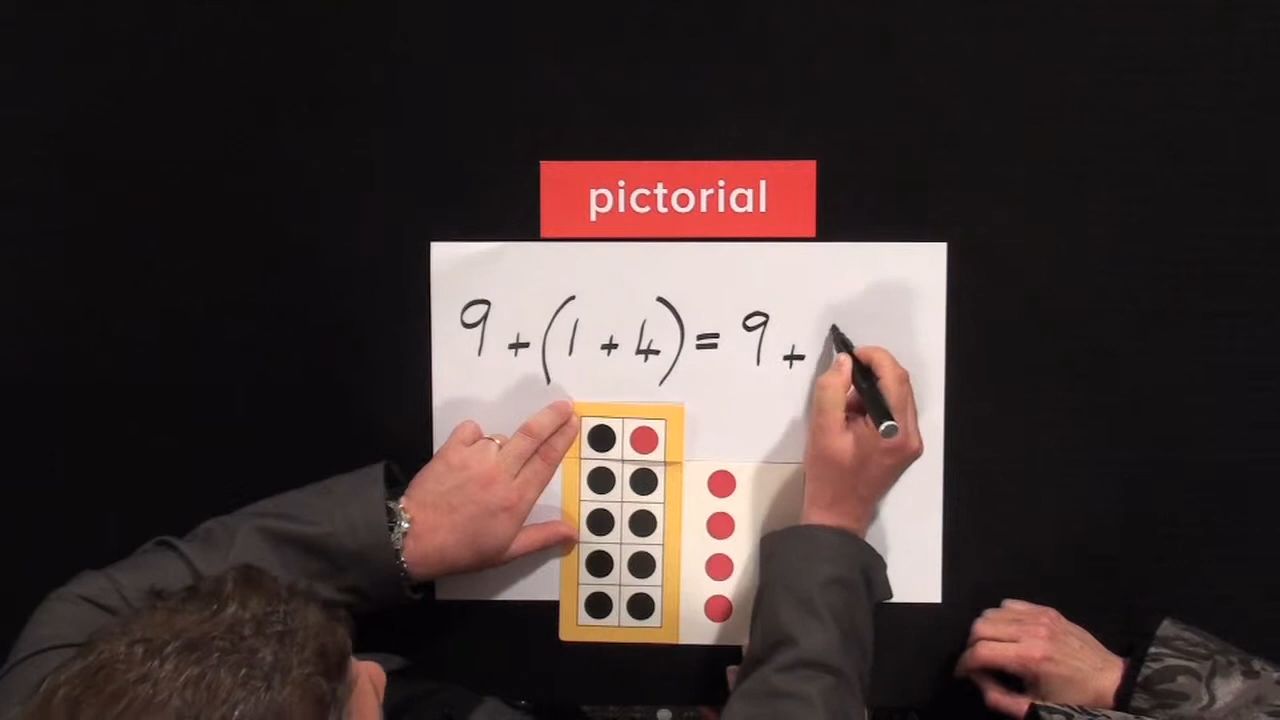 pictorial
9 + (1 + 4) = 9 +